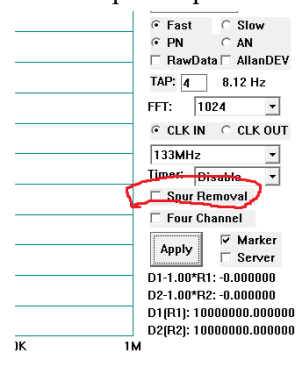 Fast Slow
PN AN
RawData AllanDEV
TAP: 4 8.12 Hz
FFT: 1024
CLK IN CLK OUT
133MHz
Timer: Disable
Spur Removal
Four Channel
Apply Marker
Server
D1-1.00*R1: -0.000000
D2-1.00*R2: -0.000000
D1(R1): 10000000.000000
D2(R2): 10000000.000000
1M